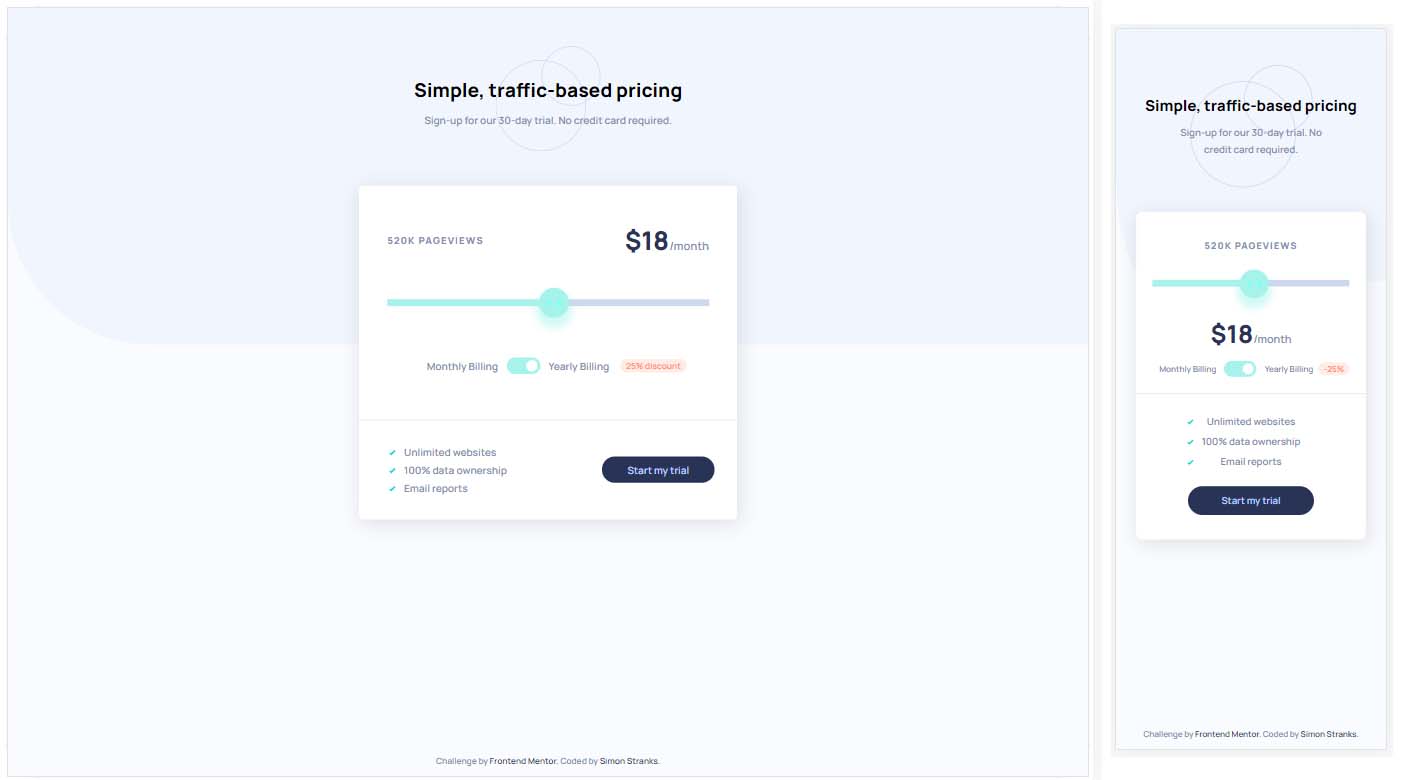 Simple, traffic-based pricing
Sign-up for our 30-day trial. No credit card required.
520K PAGEVIEWS
$18/month
Monthly Billing
Yearly Billing
25% discount
Unlimited websites
100% data ownership
Email reports
Start my trial
Challenge by Frontend Mentor. Coded by Simon Stranks.
Simple, traffic-based pricing
Sign-up for our 30-day trial. No
credit card required.
520K PAGEVIEWS
$18/month
Monthly Billing
Yearly Billing
-25%
Unlimited websites
100% data ownership
Email reports
Start my trial
Challenge by Frontend Mentor. Coded by Simon Stranks.